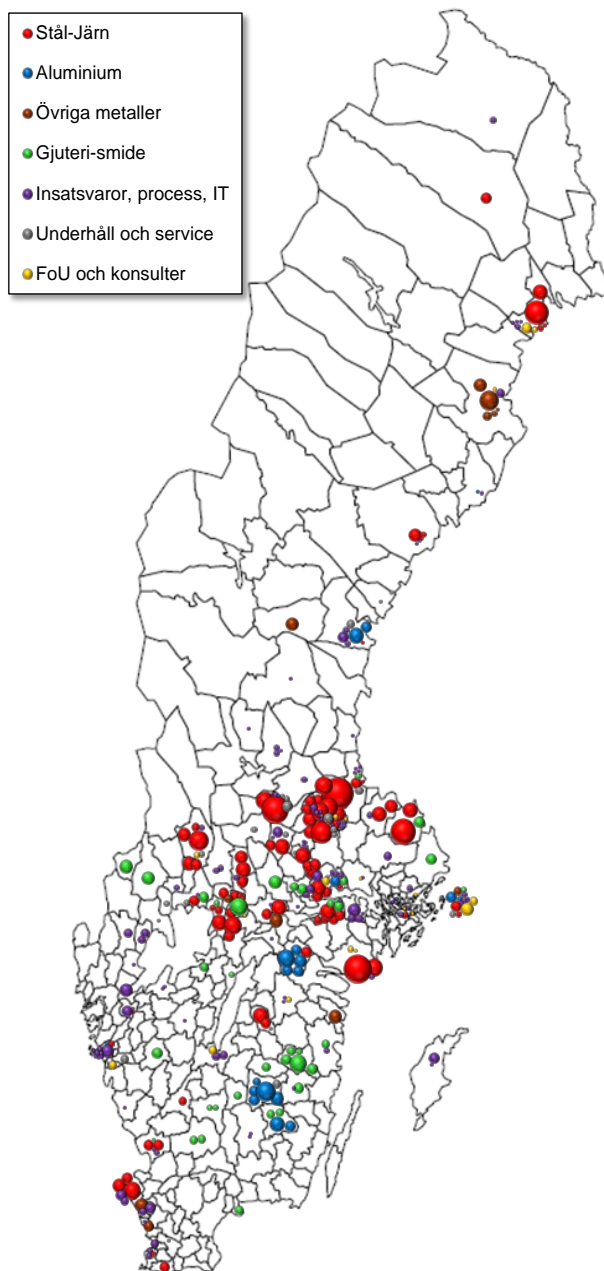 Stål-Järn
Aluminium
Övriga metaller
Gjuteri-smide
Insatsvaror, process, IT
Underhåll och service
FoU och konsulter